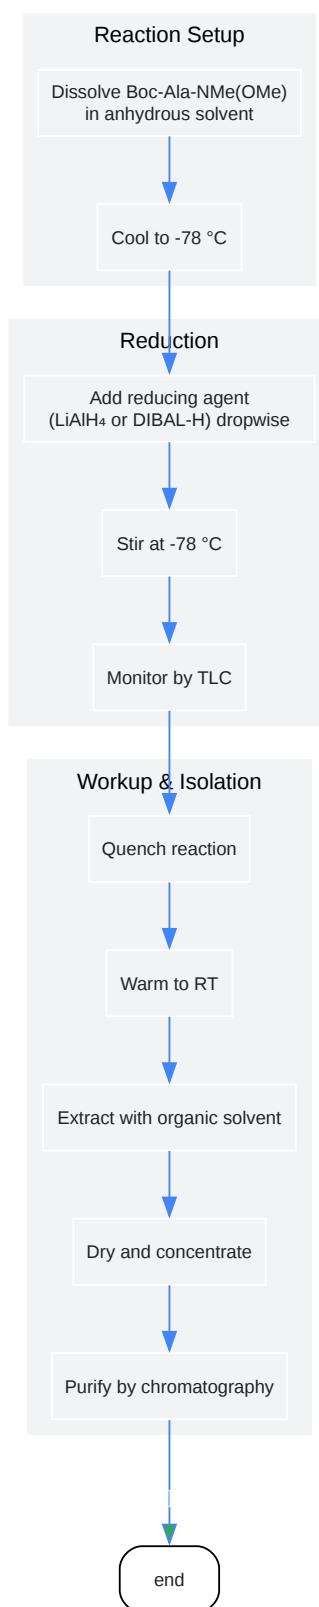 Reaction Setup
Dissolve Boc-Ala-NMe(OMe)
in anhydrous solvent
Cool to -78 °C
Reduction
Add reducing agent
(LiAlH₄ or DIBAL-H) dropwise
Stir at -78 °C
Monitor by TLC
Workup & Isolation
Quench reaction
Warm to RT
Extract with organic solvent
Dry and concentrate
Purify by chromatography
end